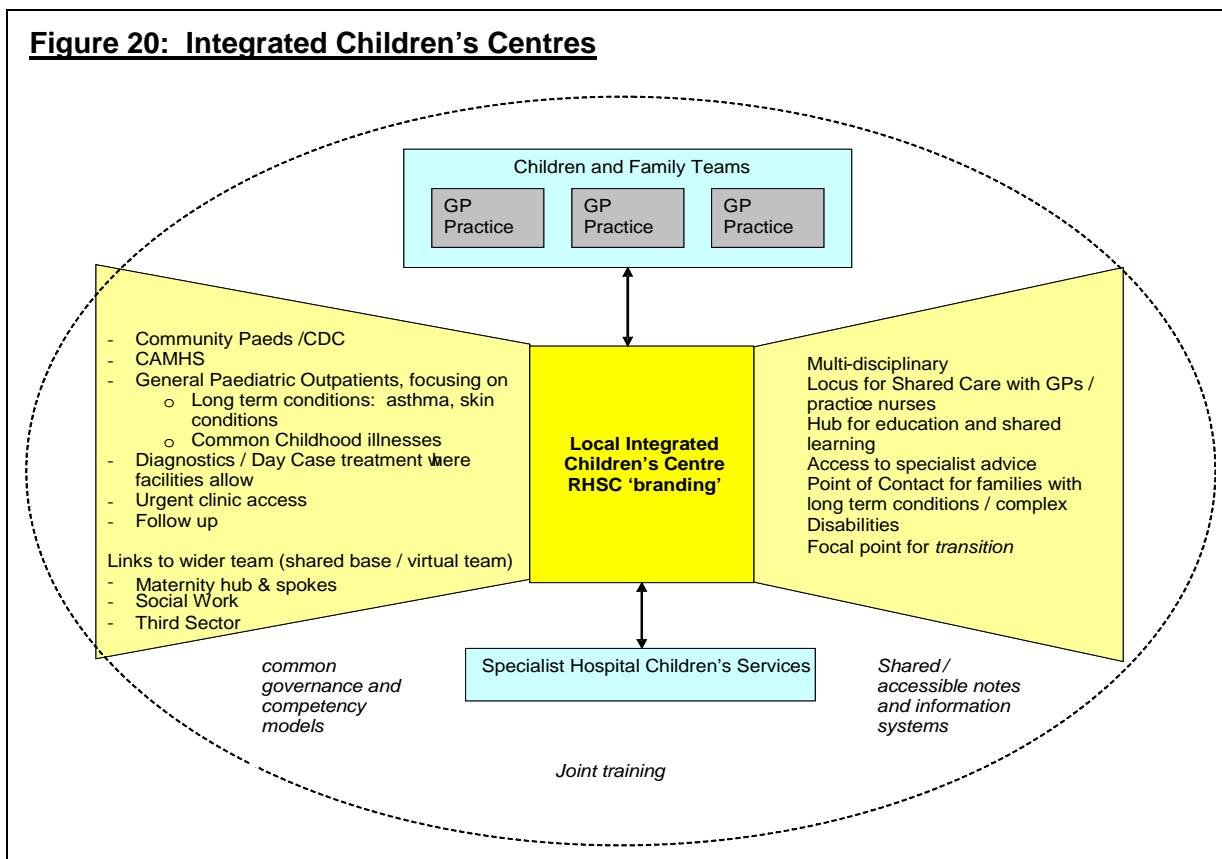 Figure 20: Integrated Children's Centres
Children and Family Teams
GP
Practice
GP
Practice
GP
Practice
- Community Paeds /CDC
- CAMHS
- General Paediatric Outpatients, focusing on
o Long term conditions: asthma, skin
conditions
o Common Childhood illnesses
- Diagnostics / Day Case treatment where
facilities allow
- Urgent clinic access
- Follow up
Links to wider team (shared base / virtual team)
- Maternity hub & spokes
- Social Work
- Third Sector
Local Integrated
Children's Centre
RHSC 'branding'
Multi-disciplinary
Locus for Shared Care with GPs /
practice nurses
Hub for education and shared
learning
Access to specialist advice
Point of Contact for families with
long term conditions / complex
Disabilities
Focal point for transition
Specialist Hospital Children's Services
common
governance and
competency
models
Shared /
accessible notes
and information
systems
Joint training